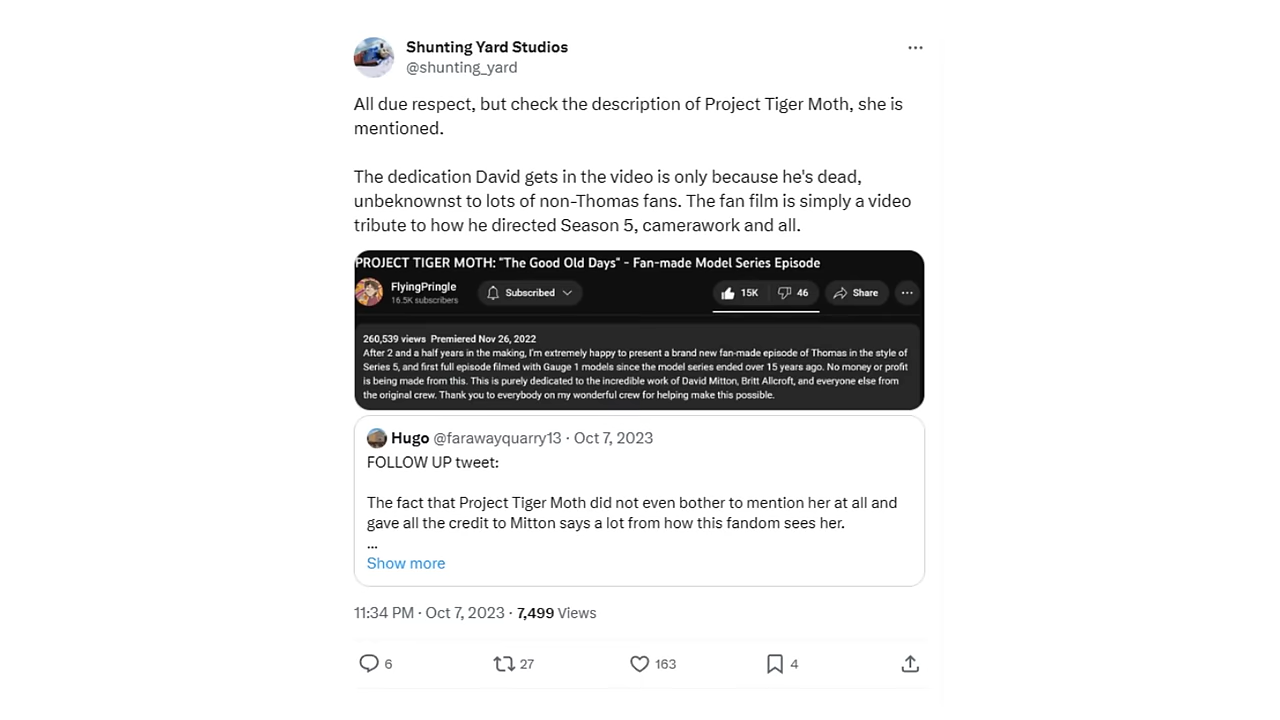 Shunting Yard Studios
@shunting_yard
All due respect, but check the description of Project Tiger Moth, she is
mentioned.
The dedication David gets in the video is only because he's dead,
unbeknownst to lots of non-Thomas fans. The fan film is simply a video
tribute to how he directed Season 5, camerawork and all.
PROJECT TIGER MOTH: "The Good Old Days" - Fan-made Model Series Episode
FlyingPringle
16.5K subscribers
Subscribed
15K
46
Share
260,539 views Premiered Nov 26, 2022
After 2 and a half years in the making, I'm extremely happy to present a brand new fan-made episode of Thomas in the style of
Series 5, and first full episode filmed with Gauge 1 models since the model series ended over 15 years ago. No money or profit
is being made from this. This is purely dedicated to the incredible work of David Mitton, Britt Allcroft, and everyone else from
the original crew. Thank you to everybody on my wonderful crew for helping make this possible.
Hugo @farawayquarry13 · Oct 7, 2023
FOLLOW UP tweet:
The fact that Project Tiger Moth did not even bother to mention her at all and
gave all the credit to Mitton says a lot from how this fandom sees her.
...
Show more
11:34 PM · Oct 7, 2023 · 7,499 Views
6
27
163
4